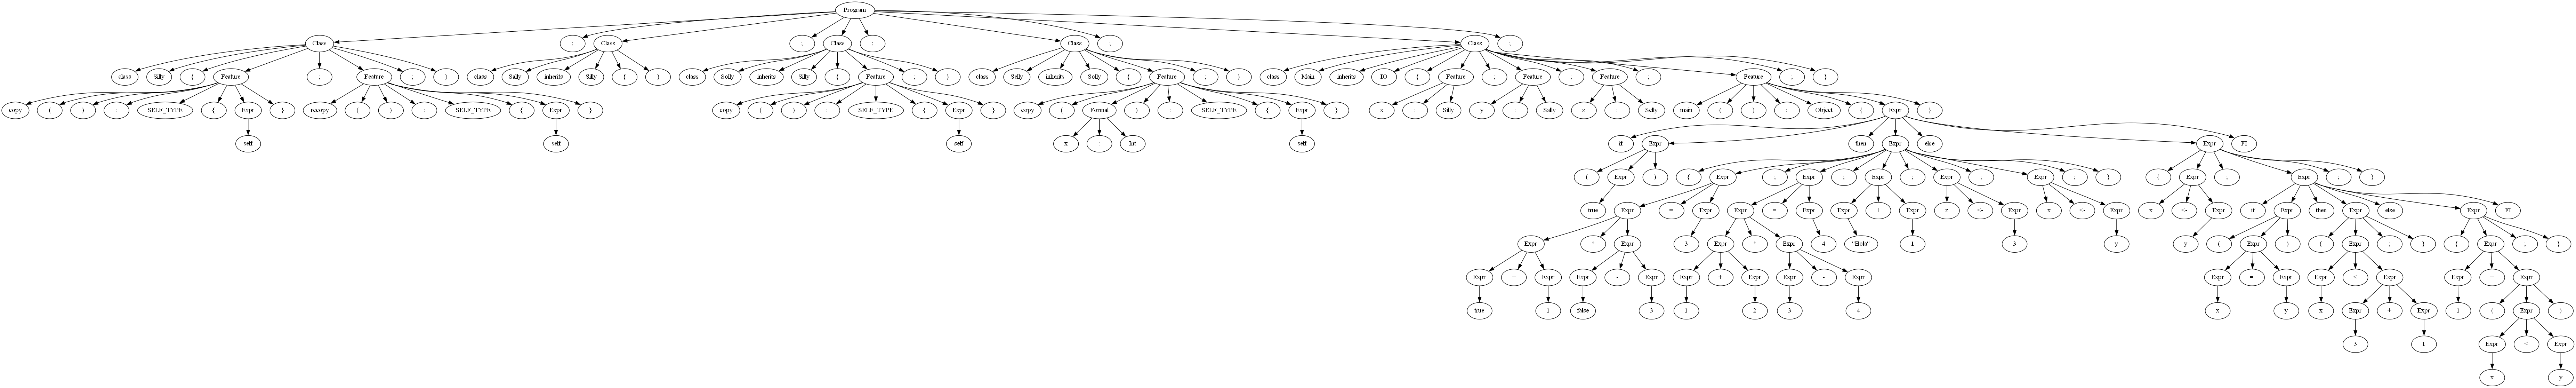 Program
Class ; Class ; Class ; Class ; Class ;
class Silly { Feature ; Feature ; } class Sally inherits Silly { } class Solly inherits Silly { Feature ; } class Selly inherits Solly { Feature ; } class Main inherits IO { Feature ; Feature ; Feature ; Feature ; }
copy ( ) : SELF_TYPE { Expr } recopy ( ) : SELF_TYPE { Expr } copy ( ) : SELF_TYPE { Expr } copy ( Formal ) : SELF_TYPE { Expr } x : Silly y : Sally z : Selly main ( ) : Object { Expr }
self self self x : Int self if Expr then Expr else Expr FI
( Expr ) { Expr ; Expr ; Expr ; Expr ; Expr ; } { Expr ; Expr ; }
true Expr = Expr Expr = Expr Expr + Expr z <- Expr x <- Expr x <- Expr if Expr then Expr else Expr FI
Expr * Expr 3 Expr * Expr 4 "Hola" 1 3 y y ( Expr ) { Expr ; } { Expr ; }
Expr + Expr Expr - Expr Expr + Expr Expr - Expr Expr = Expr Expr < Expr Expr + Expr
true 1 false 3 1 2 3 4 x y x Expr + Expr 1 ( Expr )
3 1 Expr < Expr
x y